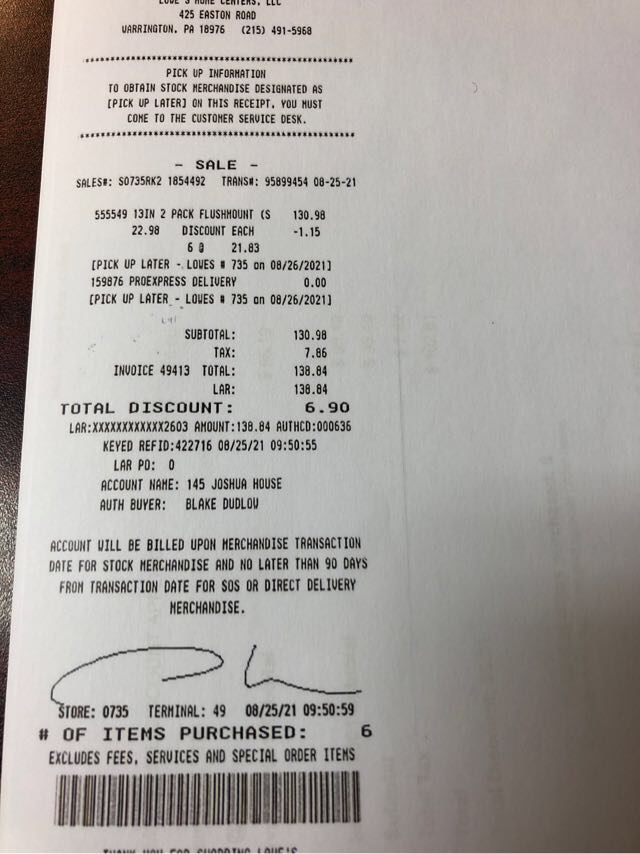 LOWE'S HOME CENTERS, LLC
425 EASTON ROAD
WARRINGTON, PA 18976 (215) 491-5968
PICK UP INFORMATION
TO OBTAIN STOCK MERCHANDISE DESIGNATED AS
[PICK UP LATER] ON THIS RECEIPT, YOU MUST
COME TO THE CUSTOMER SERVICE DESK.
- SALE -
SALES#: S0735RK2 1854492 TRANS#: 95899454 08-25-21
555549 13IN 2 PACK FLUSHMOUNT (S 130.98
22.98 DISCOUNT EACH -1.15
6 @ 21.83
[PICK UP LATER - LOWES # 735 on 08/26/2021]
159876 PROEXPRESS DELIVERY 0.00
[PICK UP LATER - LOWES # 735 on 08/26/2021]
SUBTOTAL: 130.98
TAX: 7.86
INVOICE 49413 TOTAL: 138.84
LAR: 138.84
TOTAL DISCOUNT: 6.90
LAR:XXXXXXXXXXXX2603 AMOUNT:138.84 AUTHCD:000636
KEYED REFID:422716 08/25/21 09:50:55
LAR PO: 0
ACCOUNT NAME: 145 JOSHUA HOUSE
AUTH BUYER: BLAKE DUDLOW
ACCOUNT WILL BE BILLED UPON MERCHANDISE TRANSACTION
DATE FOR STOCK MERCHANDISE AND NO LATER THAN 90 DAYS
FROM TRANSACTION DATE FOR SOS OR DIRECT DELIVERY
MERCHANDISE.
STORE: 0735 TERMINAL: 49 08/25/21 09:50:59
# OF ITEMS PURCHASED: 6
EXCLUDES FEES, SERVICES AND SPECIAL ORDER ITEMS
THANK YOU FOR SHOPPING LOWE'S